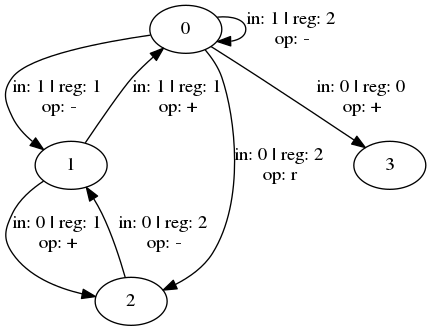 0
in: 1 | reg: 2
op: -
in: 1 | reg: 1
op: -
in: 1 | reg: 1
op: +
in: 0 | reg: 0
op: +
in: 0 | reg: 2
op: r
1
3
in: 0 | reg: 1
op: +
in: 0 | reg: 2
op: -
2